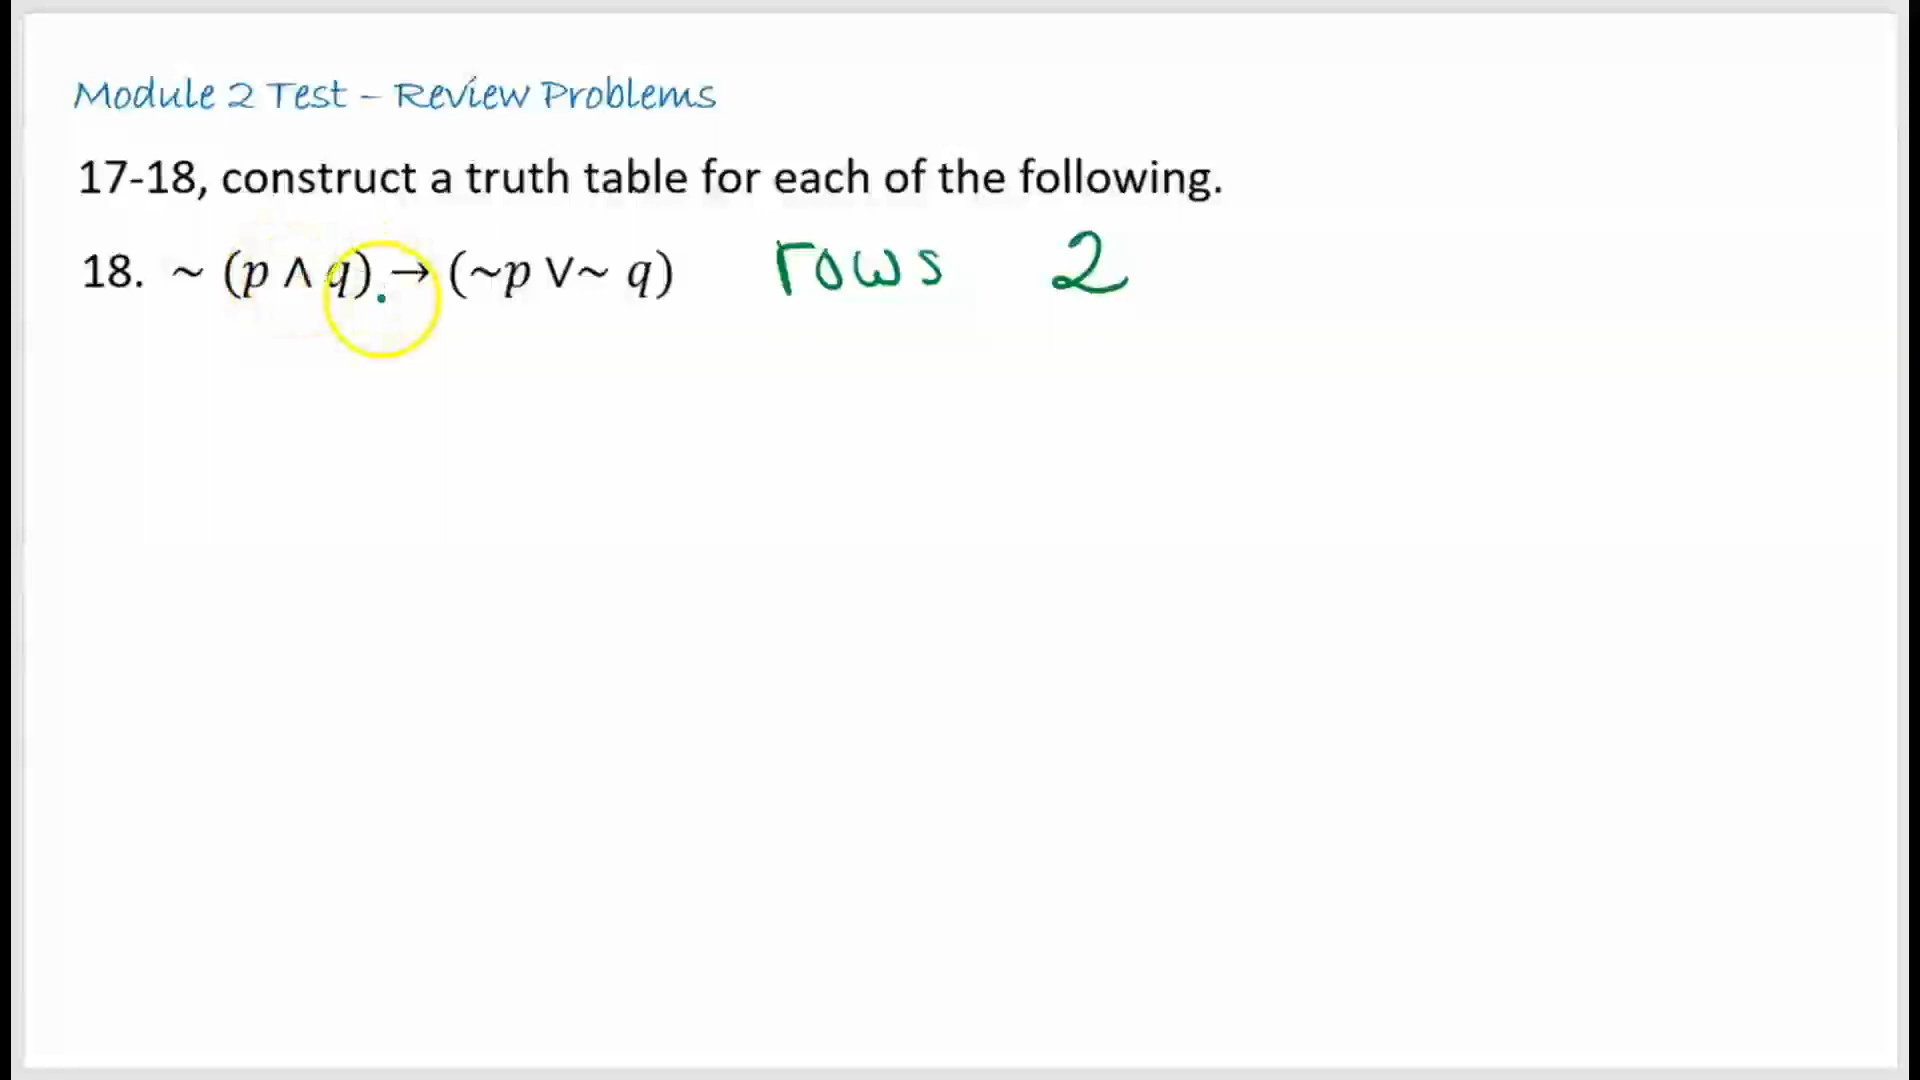 Module 2 Test – Review Problems
17-18, construct a truth table for each of the following.
18. ~ (p ∧ q) → (~p ∨~ q) rows 2